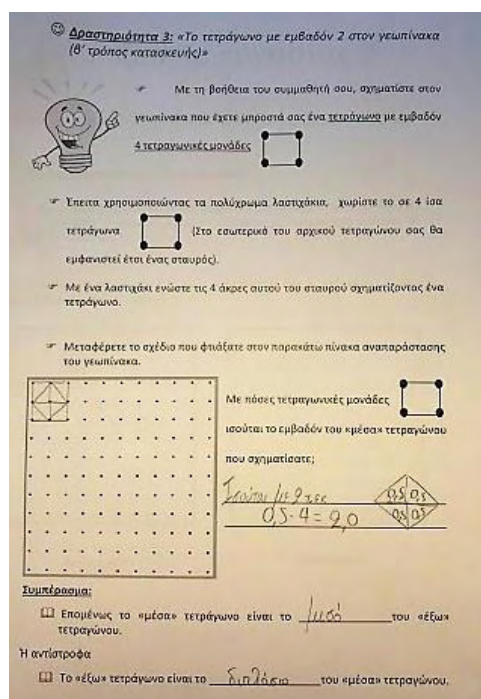 Δραστηριότητα 3: «Το τετράγωνο με εμβαδόν 2 στον γεωπίνακα
(β' τρόπος κατασκευής)»
Με τη βοήθεια του συμμαθητή σου, σχηματίστε στον
γεωπίνακα που έχετε μπροστά σας ένα τετράγωνο με εμβαδόν
4 τετραγωνικές μονάδες
Έπειτα χρησιμοποιώντας τα πολύχρωμα λαστιχάκια, χωρίστε το σε 4 ίσα
τετράγωνα (Στο εσωτερικό του αρχικού τετραγώνου σας θα
εμφανιστεί έτσι ένας σταυρός).
Με ένα λαστιχάκι ενώστε τις 4 άκρες αυτού του σταυρού σχηματίζοντας ένα
τετράγωνο.
Μεταφέρετε το σχέδιο που φτιάξατε στον παρακάτω πίνακα αναπαράστασης
του γεωπίνακα.
Με πόσες τετραγωνικές μονάδες
ισούται το εμβαδόν του «μέσα» τετραγώνου
που σχηματίσατε;
Ισούται με 2 τεκ
0,5 0,5
0,5 · 4 = 2,0
0,5 0,5
Συμπέρασμα:
Επομένως το «μέσα» τετράγωνο είναι το μισό του «έξω»
τετραγώνου.
Ή αντίστροφα
Το «έξω» τετράγωνο είναι το διπλάσιο του «μέσα» τετραγώνου.